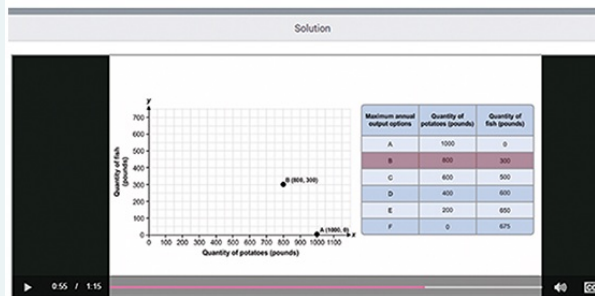 Solution
y
700
600
500
400
300
200
100
0
Quantity of fish
(pounds)
B (800, 300)
A (1000, 0)
x
0 100 200 300 400 500 600 700 800 900 1000 1100
Quantity of potatoes (pounds)
Maximum annual output options Quantity of potatoes (pounds) Quantity of fish (pounds)
A 1000 0
B 800 300
C 600 500
D 400 600
E 200 650
F 0 675
0:55 / 1:15
CC